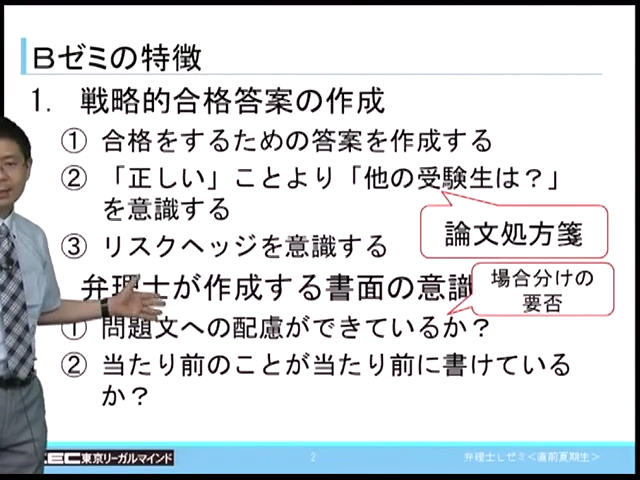 Bゼミの特徴
1. 戦略的合格答案の作成
① 合格をするための答案を作成する
② 「正しい」ことより「他の受験生は？」
を意識する
論文処方箋
③ リスクヘッジを意識する
弁理士が作成する書面の意識
場合分けの
要否
① 問題文への配慮ができているか？
② 当たり前のことが当たり前に書けている
か？
LEC東京リーガルマインド
2
弁理士Lゼミ＜直前夏期生＞